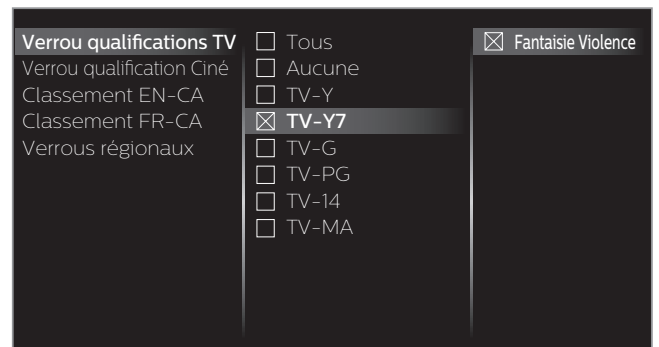 Verrou qualifications TV
Verrou qualification Ciné
Classement EN-CA
Classement FR-CA
Verrous régionaux
Tous
Aucune
TV-Y
TV-Y7
TV-G
TV-PG
TV-14
TV-MA
Fantaisie Violence